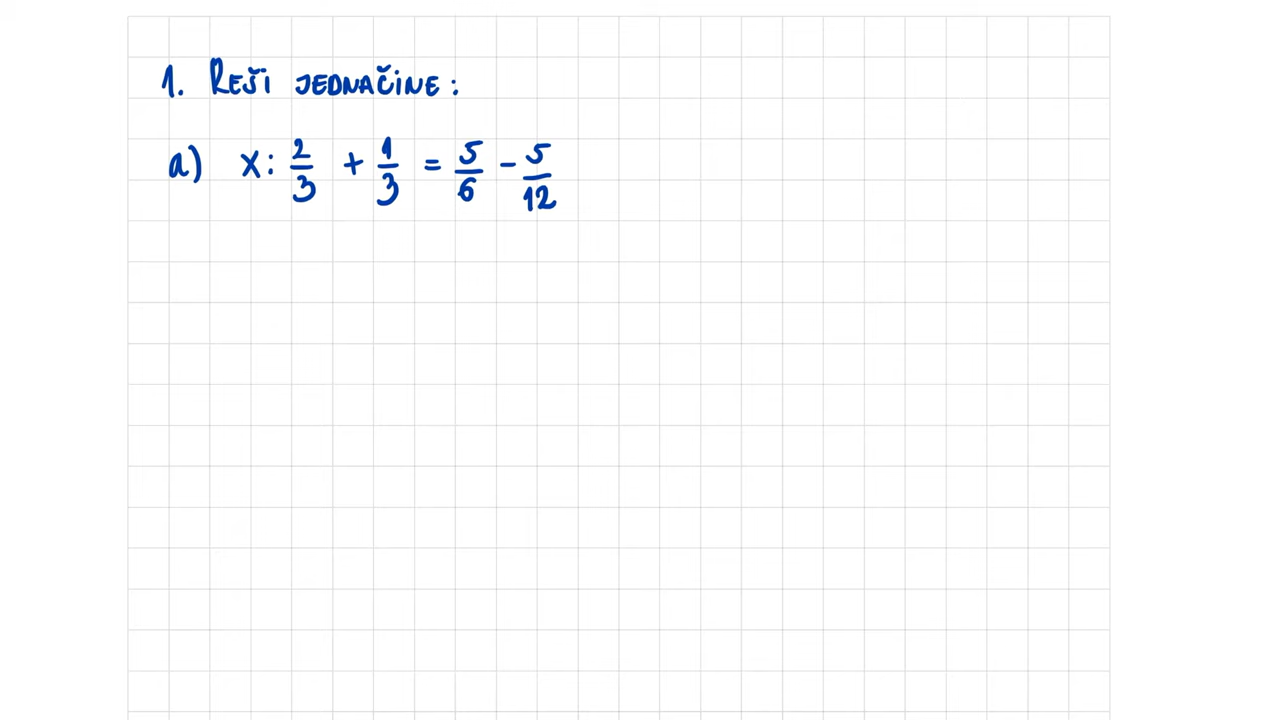 1. REŠI JEDNAČINE:
a) x : 2/3 + 1/3 = 5/6 - 5/12